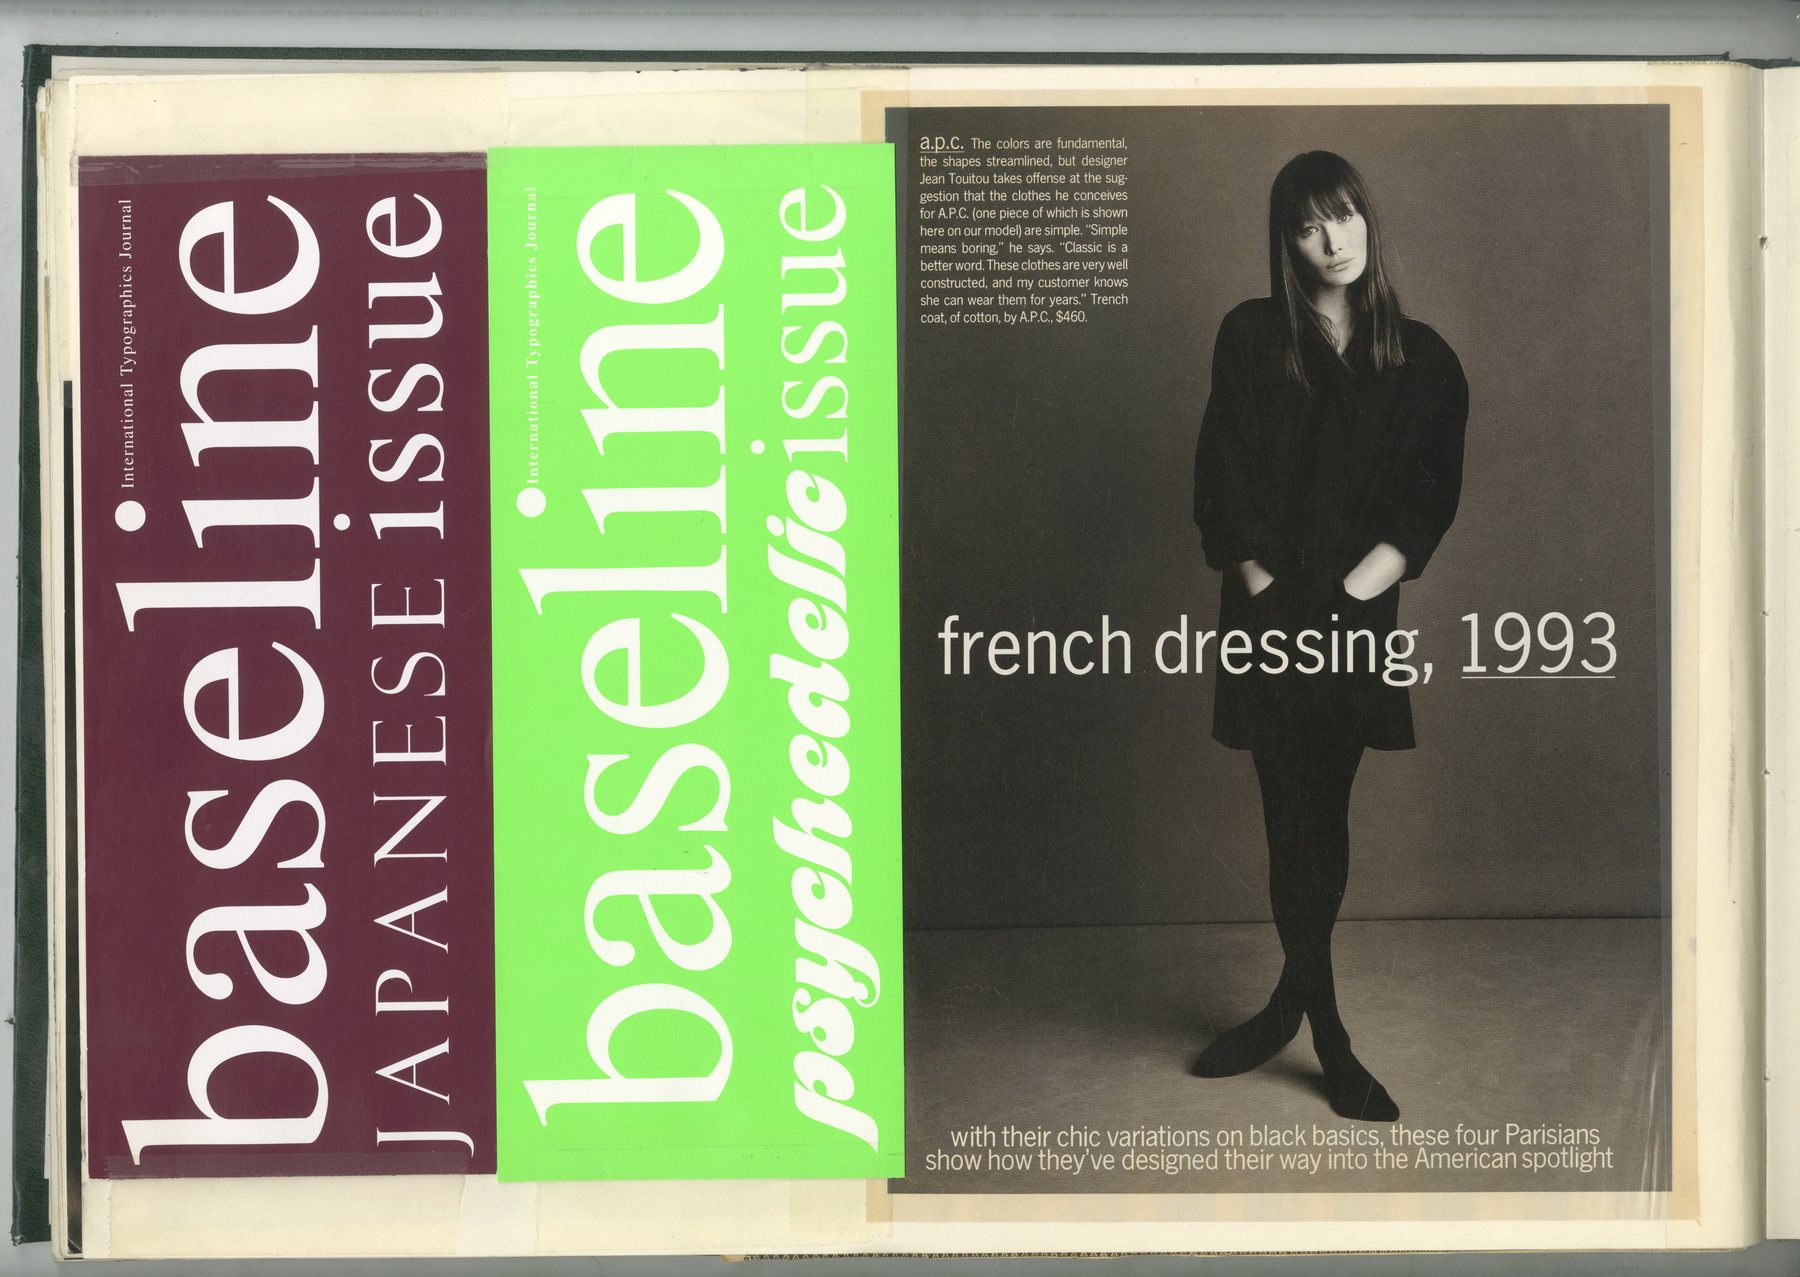 International Typographics Journal
baseline
JAPANESE issue
International Typographics Journal
baseline
psychedelic issue
a.p.c. The colors are fundamental,
the shapes streamlined, but designer
Jean Touitou takes offense at the sug-
gestion that the clothes he conceives
for A.P.C. (one piece of which is shown
here on our model) are simple. “Simple
means boring,” he says. “Classic is a
better word. These clothes are very well
constructed, and my customer knows
she can wear them for years.” Trench
coat, of cotton, by A.P.C., $460.
french dressing, 1993
with their chic variations on black basics, these four Parisians
show how they’ve designed their way into the American spotlight